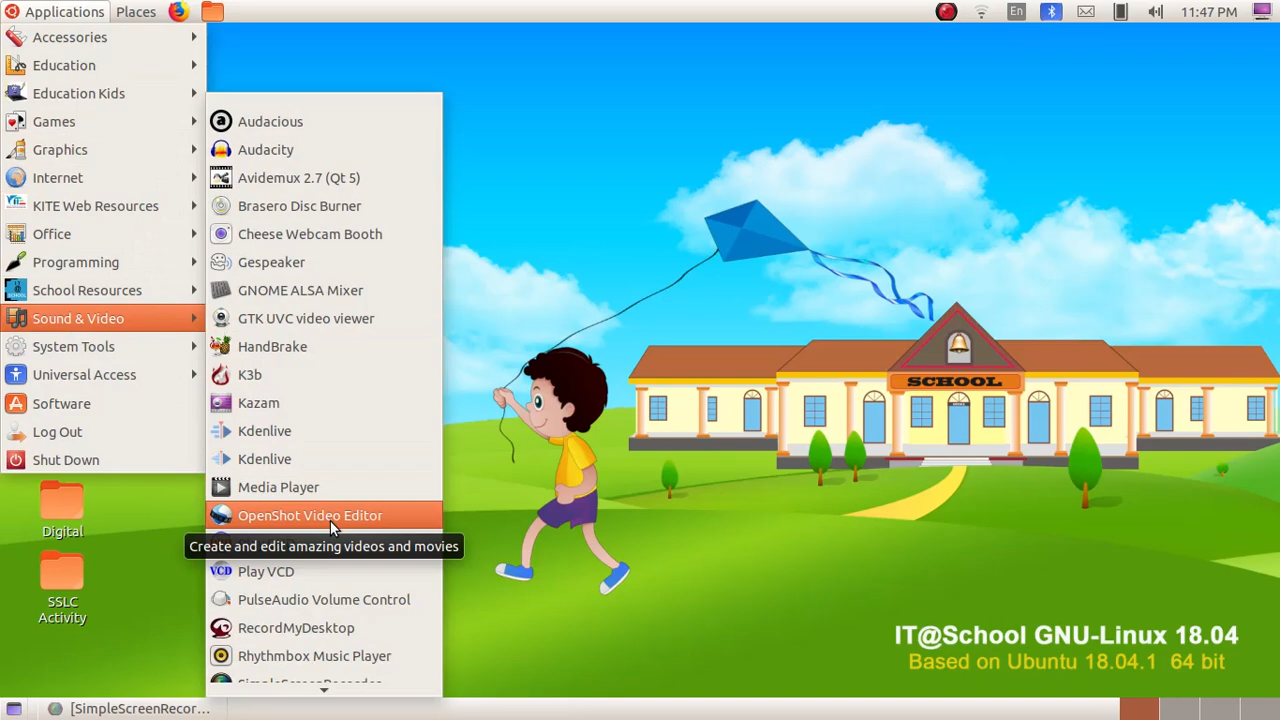 Applications Places
En 11:47 PM
Accessories
Education
Education Kids
Games
Graphics
Internet
KITE Web Resources
Office
Programming
School Resources
Sound & Video
System Tools
Universal Access
Software
Log Out
Shut Down
Audacious
Audacity
Avidemux 2.7 (Qt 5)
Brasero Disc Burner
Cheese Webcam Booth
Gespeaker
GNOME ALSA Mixer
GTK UVC video viewer
HandBrake
K3b
Kazam
Kdenlive
Kdenlive
Media Player
OpenShot Video Editor
Create and edit amazing videos and movies
VCD Play VCD
PulseAudio Volume Control
RecordMyDesktop
Rhythmbox Music Player
Digital
SSLC
Activity
SCHOOL
IT@School GNU-Linux 18.04
Based on Ubuntu 18.04.1 64 bit
[SimpleScreenRecor...